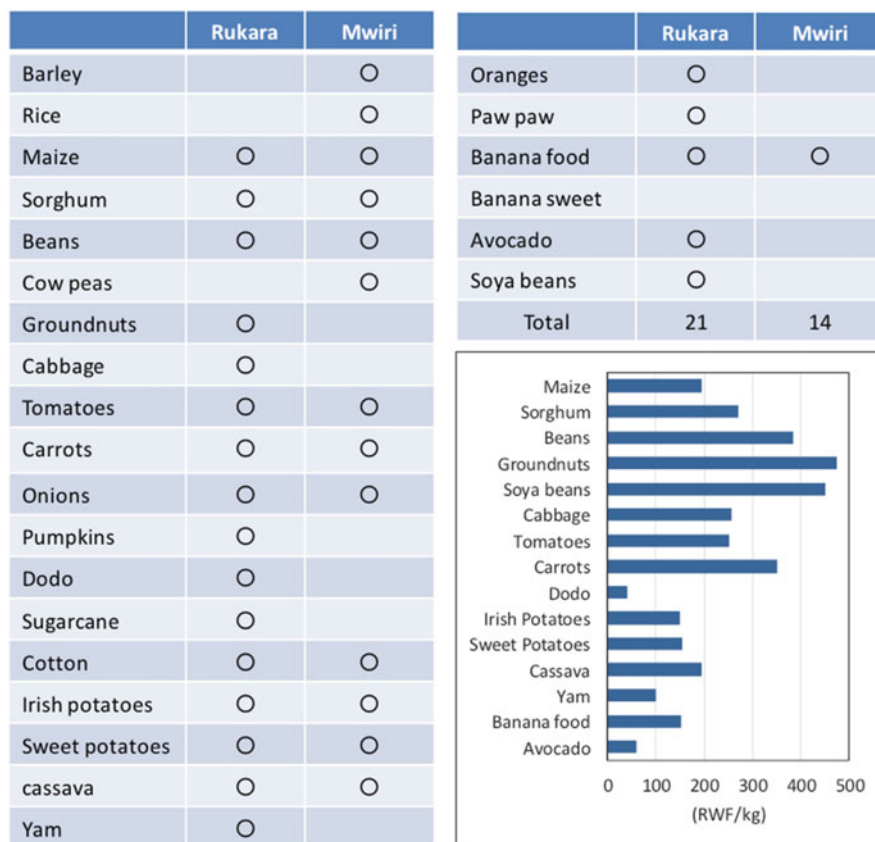 Rukara Mwiri
Barley ○
Rice ○
Maize ○ ○
Sorghum ○ ○
Beans ○ ○
Cow peas ○
Groundnuts ○
Cabbage ○
Tomatoes ○ ○
Carrots ○ ○
Onions ○ ○
Pumpkins ○
Dodo ○
Sugarcane ○
Cotton ○ ○
Irish potatoes ○ ○
Sweet potatoes ○ ○
cassava ○ ○
Yam ○
Rukara Mwiri
Oranges ○
Paw paw ○
Banana food ○ ○
Banana sweet
Avocado ○
Soya beans ○
Total 21 14
Maize
Sorghum
Beans
Groundnuts
Soya beans
Cabbage
Tomatoes
Carrots
Dodo
Irish Potatoes
Sweet Potatoes
Cassava
Yam
Banana food
Avocado
0 100 200 300 400 500
(RWF/kg)